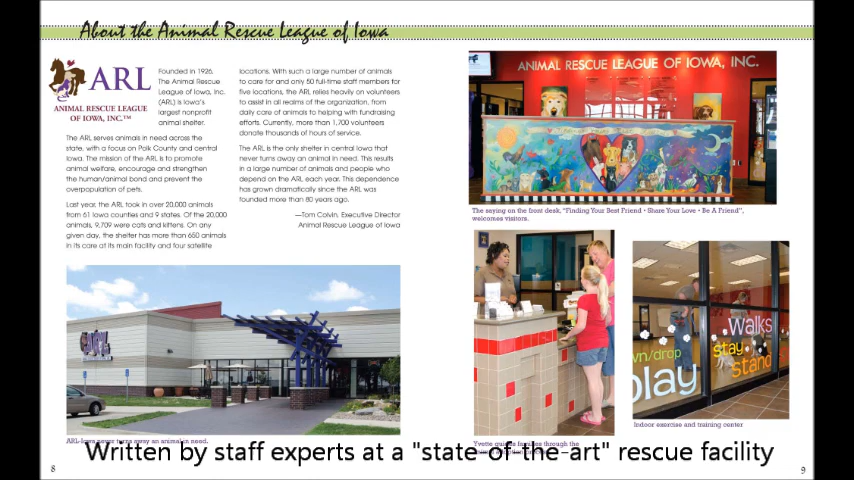 About the Animal Rescue League of Iowa
ARL
ANIMAL RESCUE LEAGUE
OF IOWA, INC.™
Founded in 1926,
The Animal Rescue
League of Iowa, Inc.
(ARL) is Iowa's
largest nonprofit
animal shelter.
The ARL serves animals in need across the
state, with a focus on Polk County and central
Iowa. The mission of the ARL is to promote
animal welfare, encourage and strengthen
the human/animal bond and prevent the
overpopulation of pets.
Last year, the ARL took in over 20,000 animals
from 61 Iowa counties and 9 states. Of the 20,000
animals, 9,709 were cats and kittens. On any
given day, the shelter has more than 650 animals
in its care at its main facility and four satellite
locations. With such a large number of animals
to care for and only 50 full-time staff members for
five locations, the ARL relies heavily on volunteers
to assist in all realms of the organization, from
daily care of animals to helping with fundraising
efforts. Currently, more than 1,700 volunteers
donate thousands of hours of service.
The ARL is the only shelter in central Iowa that
never turns away an animal in need. This results
in a large number of animals and people who
depend on the ARL each year. This dependence
has grown dramatically since the ARL was
founded more than 80 years ago.
—Tom Colvin, Executive Director
Animal Rescue League of Iowa
ARL
ARL-Iowa never turns away an animal in need.
8
ANIMAL RESCUE LEAGUE OF IOWA, INC.
The saying on the front desk, "Finding Your Best Friend • Share Your Love • Be A Friend",
welcomes visitors.
Yvette guides families through the
wn/drop
play
walks
stay
stand
Indoor exercise and training center
9
Written by staff experts at a "state-of-the-art" rescue facility